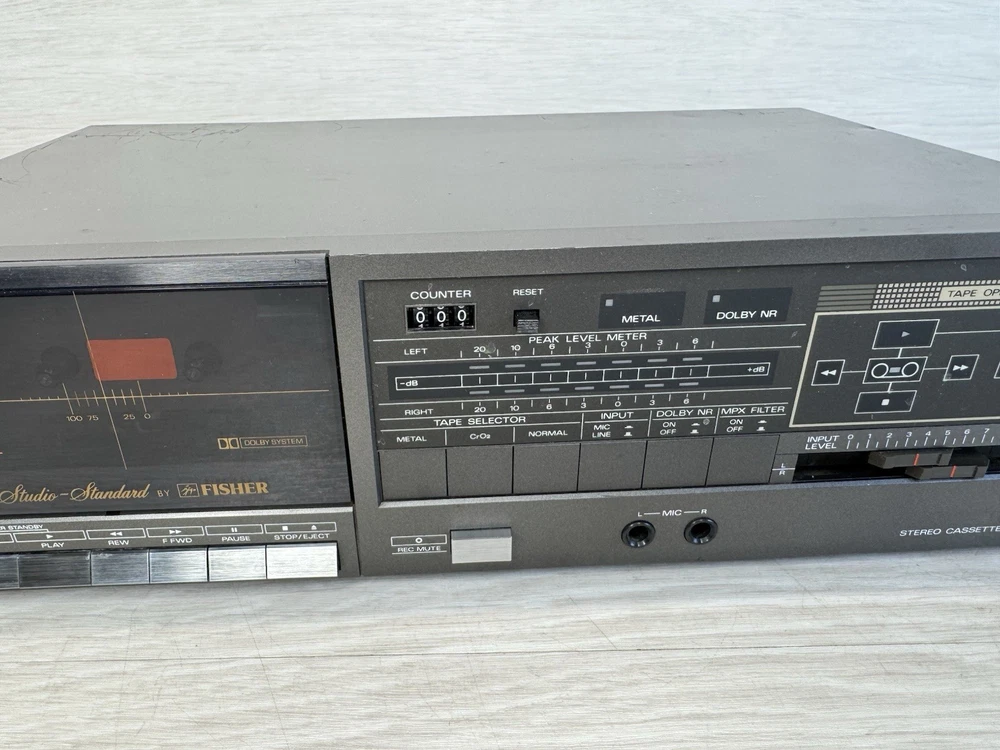 100 75 25 0
DOLBY SYSTEM
Studio-Standard BY FISHER
STANDBY
PLAY REW F FWD PAUSE STOP/EJECT
COUNTER
000
RESET
METAL
DOLBY NR
PEAK LEVEL METER
LEFT 20 10 6 3 0 3 6
-dB +dB
RIGHT 20 10 6 3 0 3 6
TAPE SELECTOR INPUT DOLBY NR MPX FILTER
METAL CrO₂ NORMAL MIC LINE ON OFF ON OFF
TAPE
INPUT LEVEL 0 1 2 3 4 5 6 7
L
R
REC MUTE
L MIC R
STEREO CASSETTE